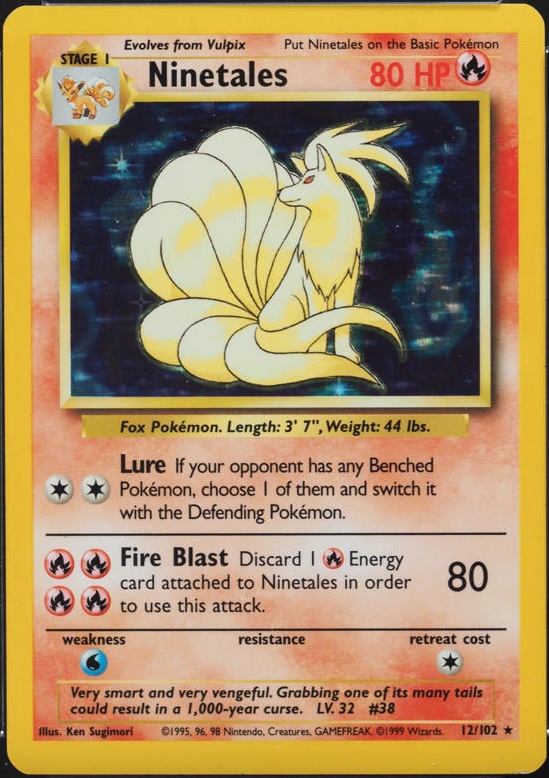 Evolves from Vulpix Put Ninetales on the Basic Pokémon
STAGE 1 Ninetales 80 HP
Fox Pokémon. Length: 3' 7", Weight: 44 lbs.
Lure If your opponent has any Benched
Pokémon, choose 1 of them and switch it
with the Defending Pokémon.
Fire Blast Discard 1 Energy
card attached to Ninetales in order
to use this attack.
80
weakness resistance retreat cost
Very smart and very vengeful. Grabbing one of its many tails
could result in a 1,000-year curse. LV. 32 #38
Illus. Ken Sugimori ©1995, 96, 98 Nintendo, Creatures, GAMEFREAK. ©1999 Wizards. 12/102 ★